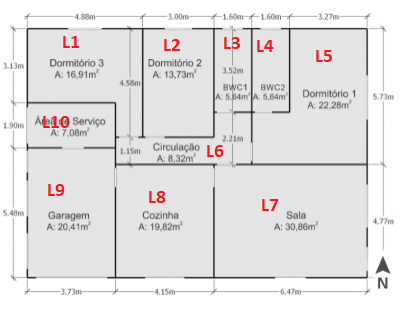 4.88m 3.00m 1.60m 1.60m 3.27m
L1 L2 L3 L4 L5
3.13m
Dormitório 3
A: 16,91m²
Dormitório 2
A: 13,73m²
4.58m
3.52m
BWC1
A: 5,64m²
BWC2
A: 5,64m²
Dormitório 1
A: 22,28m²
5.73m
1.90m
L10
Área de Serviço
A: 7,08m²
1.15m
Circulação
A: 8,32m²
L6
2.21m
5.48m
L9
Garagem
A: 20,41m²
L8
Cozinha
A: 19,82m²
L7
Sala
A: 30,86m²
4.77m
N
3.73m 4.15m 6.47m